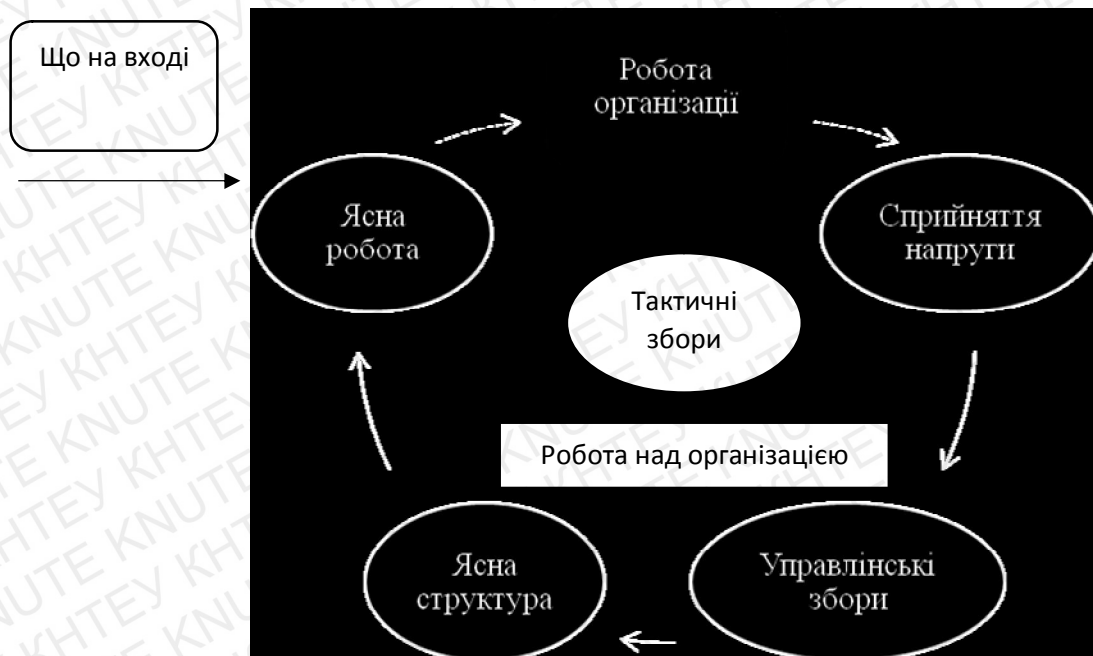 Що на вході
Робота
організації
Ясна
робота
Сприйняття
напруги
Тактичні
збори
Робота над організацією
Ясна
структура
Управлінські
збори